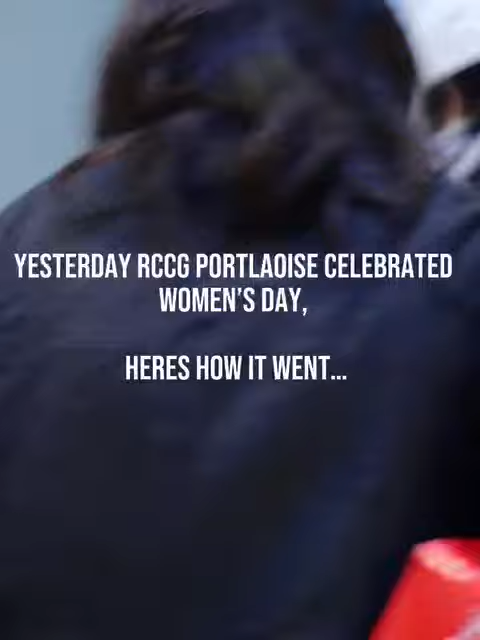 YESTERDAY RCCG PORTLAOISE CELEBRATED
WOMEN'S DAY,
HERES HOW IT WENT...